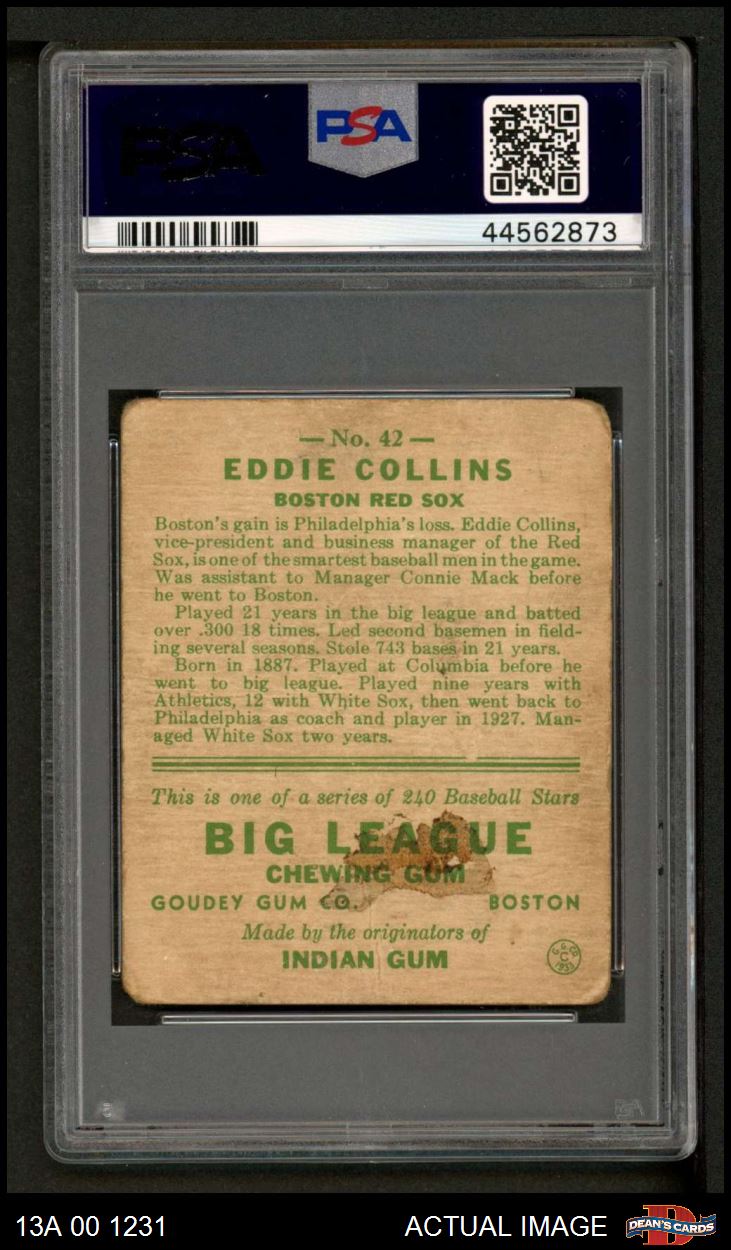 PSA
PSA
44562873
— No. 42 —
EDDIE COLLINS
BOSTON RED SOX
Boston's gain is Philadelphia's loss. Eddie Collins,
vice-president and business manager of the Red
Sox, is one of the smartest baseball men in the game.
Was assistant to Manager Connie Mack before
he went to Boston.
Played 21 years in the big league and batted
over .300 18 times. Led second basemen in field-
ing several seasons. Stole 743 bases in 21 years.
Born in 1887. Played at Columbia before he
went to big league. Played nine years with
Athletics, 12 with White Sox, then went back to
Philadelphia as coach and player in 1927. Man-
aged White Sox two years.
This is one of a series of 240 Baseball Stars
BIG LEAGUE
CHEWING GUM
GOUDEY GUM CO. BOSTON
Made by the originators of
INDIAN GUM
G.G.CO.
C
1933
13A 00 1231 ACTUAL IMAGE DEAN'S CARDS